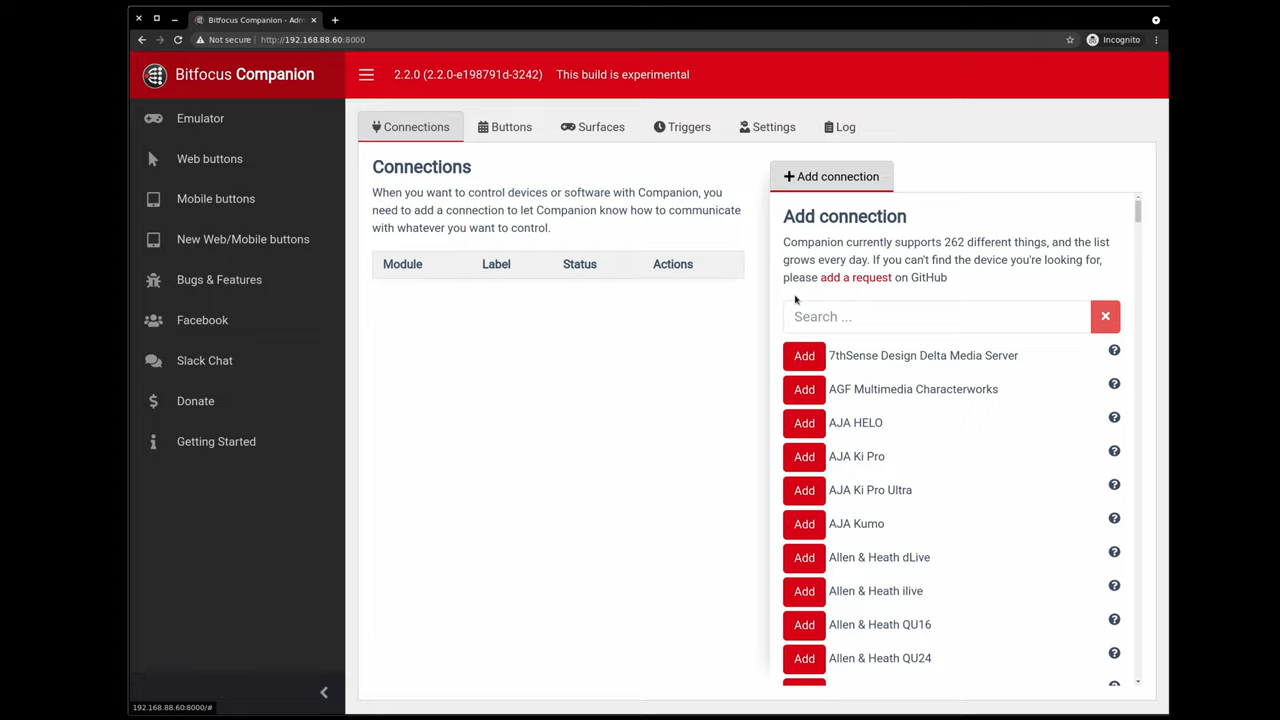 Bitfocus Companion - Adm
Not secure
http://192.168.88.60:8000
Incognito
Bitfocus Companion
2.2.0 (2.2.0-e198791d-3242)
This build is experimental
Emulator
Web buttons
Mobile buttons
New Web/Mobile buttons
Bugs & Features
Facebook
Slack Chat
Donate
Getting Started
192.168.88.60:8000/#
Connections
Buttons
Surfaces
Triggers
Settings
Log
Connections
When you want to control devices or software with Companion, you
need to add a connection to let Companion know how to communicate
with whatever you want to control.
Module Label Status Actions
Add connection
Add connection
Companion currently supports 262 different things, and the list
grows every day. If you can't find the device you're looking for,
please add a request on GitHub
Search ...
Add 7thSense Design Delta Media Server
Add AGF Multimedia Characterworks
Add AJA HELO
Add AJA Ki Pro
Add AJA Ki Pro Ultra
Add AJA Kumo
Add Allen & Heath dLive
Add Allen & Heath ilive
Add Allen & Heath QU16
Add Allen & Heath QU24